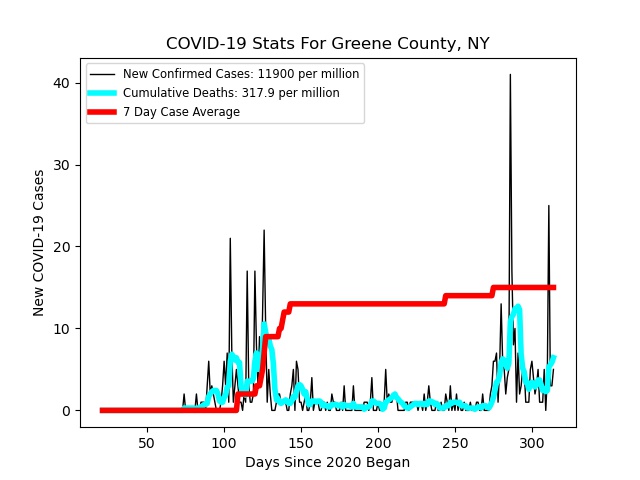 COVID-19 Stats For Greene County, NY
New Confirmed Cases: 11900 per million
Cumulative Deaths: 317.9 per million
7 Day Case Average
New COVID-19 Cases
40
30
20
10
0
50
100
150
200
250
300
Days Since 2020 Began